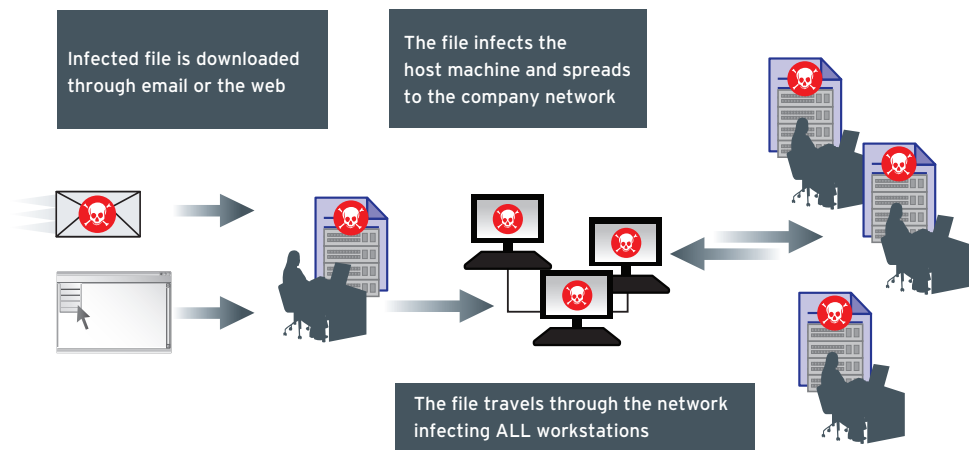 Infected file is downloaded
through email or the web
The file infects the
host machine and spreads
to the company network
The file travels through the network
infecting ALL workstations